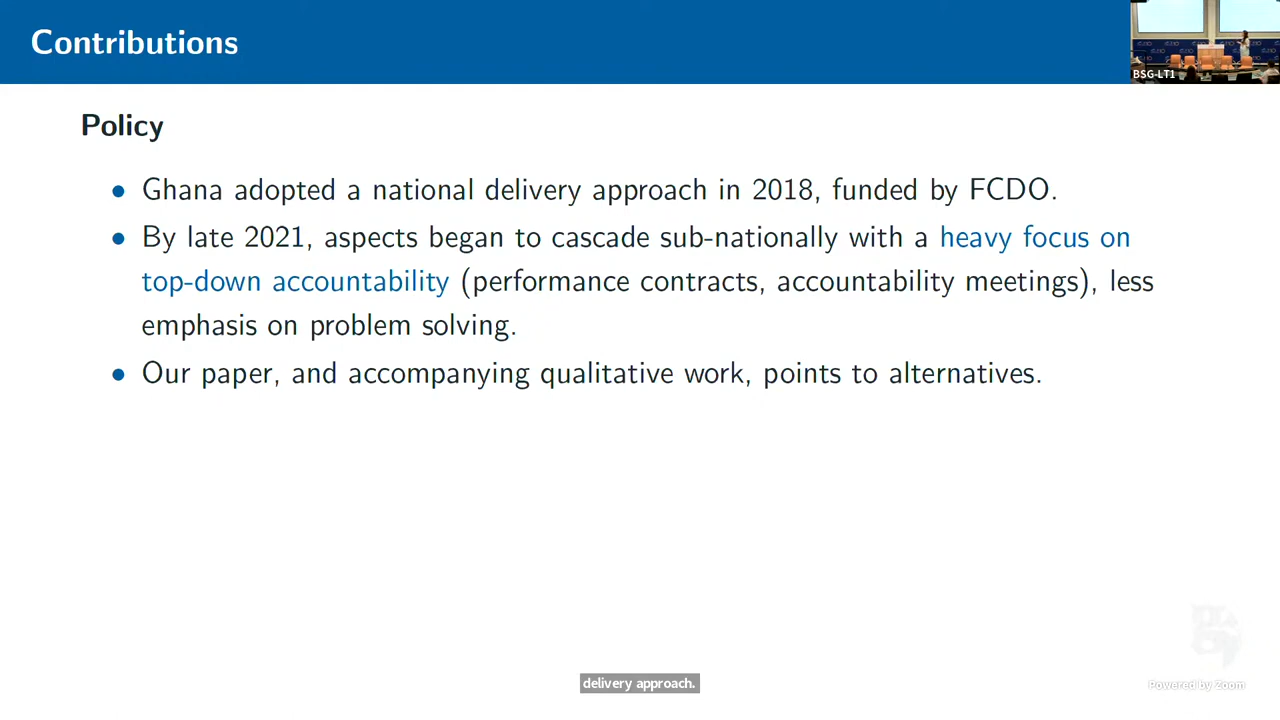 Contributions
BSG-LT1
Policy
• Ghana adopted a national delivery approach in 2018, funded by FCDO.
• By late 2021, aspects began to cascade sub-nationally with a heavy focus on
top-down accountability (performance contracts, accountability meetings), less
emphasis on problem solving.
• Our paper, and accompanying qualitative work, points to alternatives.
delivery approach.
Powered by Zoom